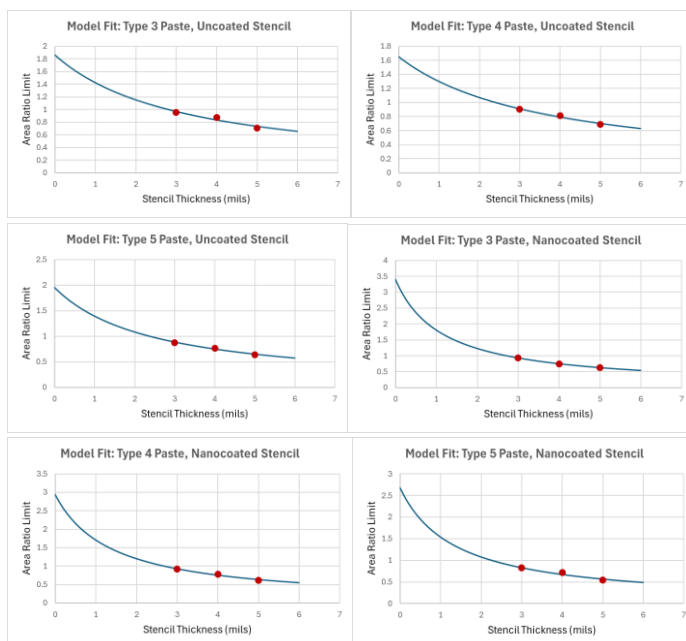 Model Fit: Type 3 Paste, Uncoated Stencil
2
1.8
1.6
1.4
1.2
1
0.8
0.6
0.4
0.2
0
Area Ratio Limit
0 1 2 3 4 5 6 7
Stencil Thickness (mils)
Model Fit: Type 4 Paste, Uncoated Stencil
1.8
1.6
1.4
1.2
1
0.8
0.6
0.4
0.2
0
Area Ratio Limit
0 1 2 3 4 5 6 7
Stencil Thickness (mils)
Model Fit: Type 5 Paste, Uncoated Stencil
2.5
2
1.5
1
0.5
0
Area Ratio Limit
0 1 2 3 4 5 6 7
Stencil Thickness (mils)
Model Fit: Type 3 Paste, Nanocoated Stencil
4
3.5
3
2.5
2
1.5
1
0.5
0
Area Ratio Limit
0 1 2 3 4 5 6 7
Stencil Thickness (mils)
Model Fit: Type 4 Paste, Nanocoated Stencil
3.5
3
2.5
2
1.5
1
0.5
0
Area Ratio Limit
0 1 2 3 4 5 6 7
Stencil Thickness (mils)
Model Fit: Type 5 Paste, Nanocoated Stencil
3
2.5
2
1.5
1
0.5
0
Area Ratio Limit
0 1 2 3 4 5 6 7
Stencil Thickness (mils)